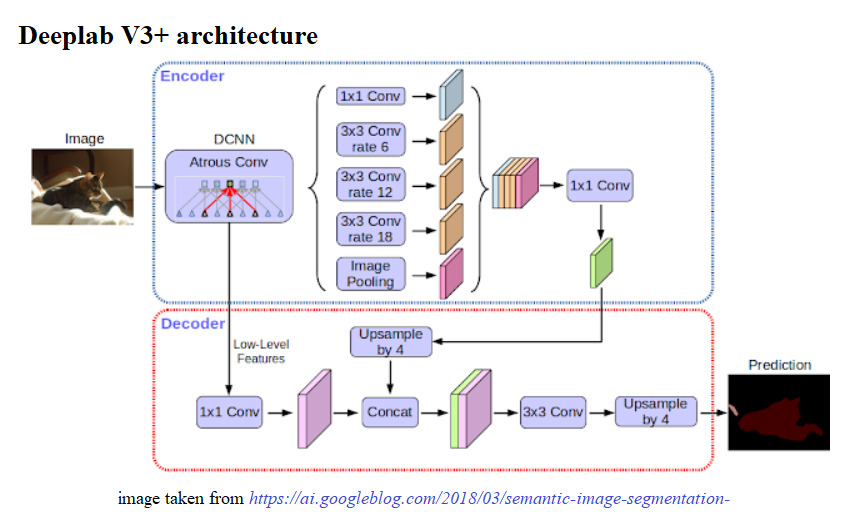 Deeplab V3+ architecture
Encoder
Image
DCNN
Atrous Conv
1x1 Conv
3x3 Conv
rate 6
3x3 Conv
rate 12
3x3 Conv
rate 18
Image
Pooling
1x1 Conv
Decoder
Low-Level
Features
Upsample
by 4
1x1 Conv
Concat
3x3 Conv
Upsample
by 4
Prediction
image taken from https://ai.googleblog.com/2018/03/semantic-image-segmentation-